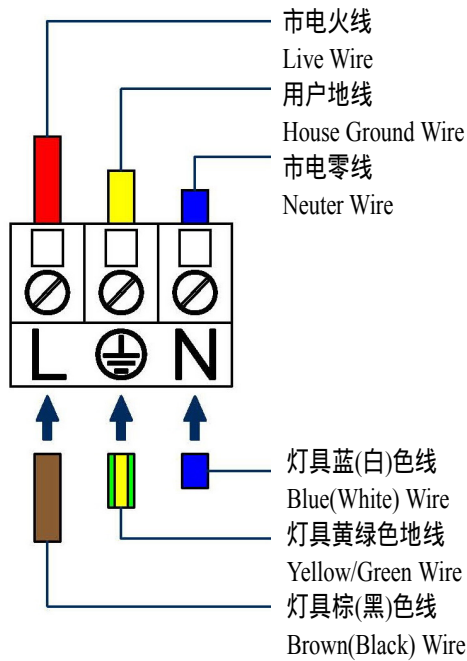 市电火线
Live Wire
用户地线
House Ground Wire
市电零线
Neuter Wire
L N
灯具蓝(白)色线
Blue(White) Wire
灯具黄绿色地线
Yellow/Green Wire
灯具棕(黑)色线
Brown(Black) Wire